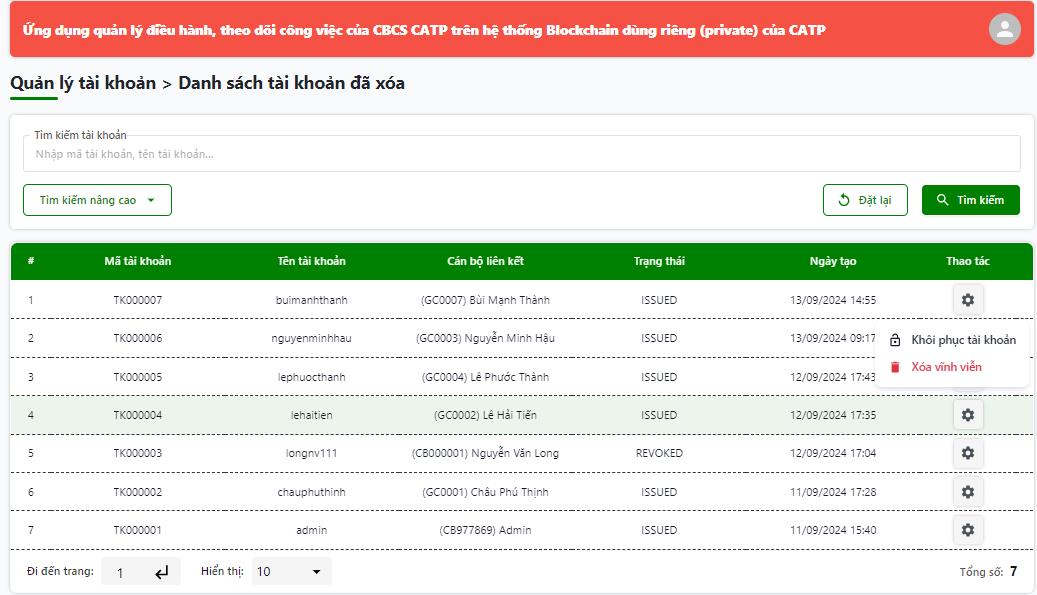 Ứng dụng quản lý điều hành, theo dõi công việc của CBCS CATP trên hệ thống Blockchain dùng riêng (private) của CATP
Quản lý tài khoản > Danh sách tài khoản đã xóa
Tìm kiếm tài khoản
Nhập mã tài khoản, tên tài khoản...
Tìm kiếm nâng cao Đặt lại Tìm kiếm
# Mã tài khoản Tên tài khoản Cán bộ liên kết Trạng thái Ngày tạo Thao tác
1 TK000007 buimanhthanh (GC0007) Bùi Mạnh Thành ISSUED 13/09/2024 14:55
2 TK000006 nguyenminhhau (GC0003) Nguyễn Minh Hậu ISSUED 13/09/2024 09:17
Khôi phục tài khoản
Xóa vĩnh viễn
3 TK000005 lephuocthanh (GC0004) Lê Phước Thành ISSUED 12/09/2024 17:43
4 TK000004 lehaitien (GC0002) Lê Hải Tiến ISSUED 12/09/2024 17:35
5 TK000003 longnv111 (CB000001) Nguyễn Văn Long REVOKED 12/09/2024 17:04
6 TK000002 chauphuthinh (GC0001) Châu Phú Thịnh ISSUED 11/09/2024 17:28
7 TK000001 admin (CB977869) Admin ISSUED 11/09/2024 15:40
Đi đến trang: 1 Hiển thị: 10 Tổng số: 7